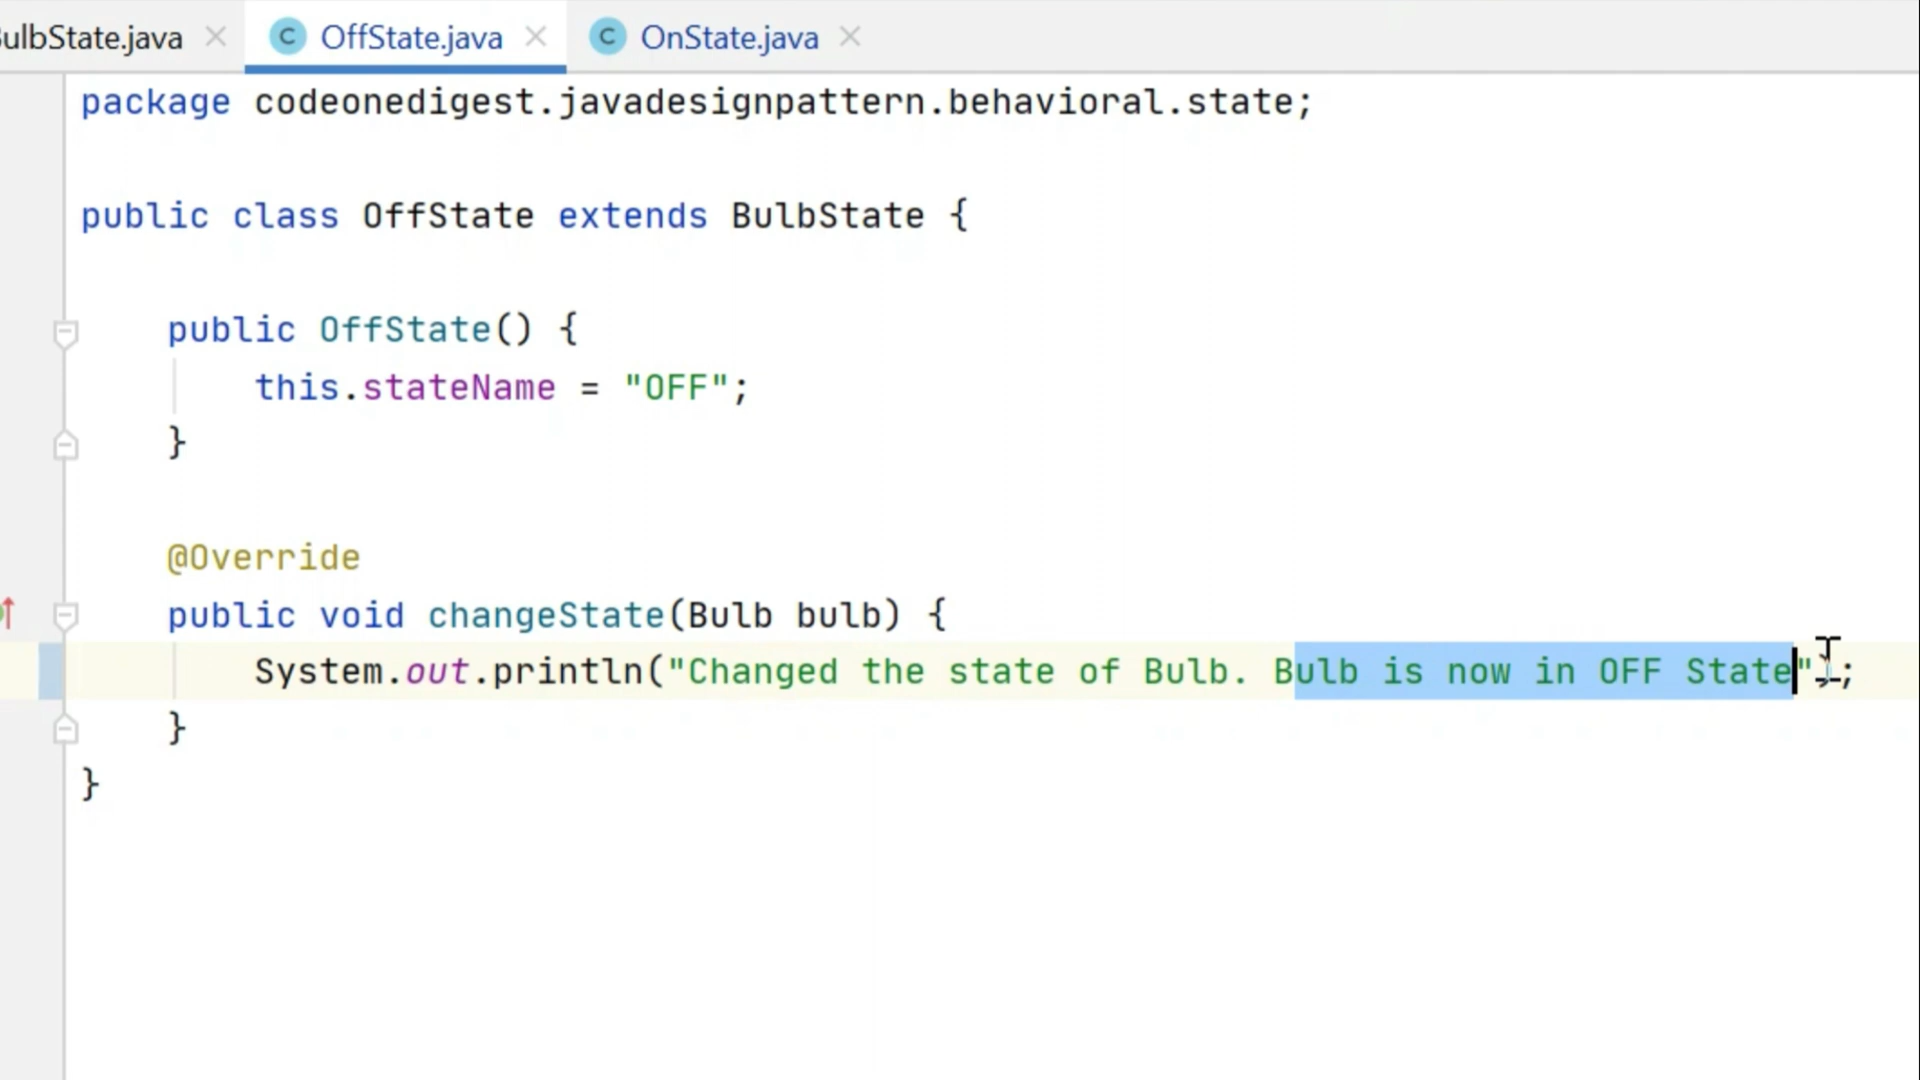 ulbState.java OffState.java OnState.java
package codeonedigest.javadesignpattern.behavioral.state;
public class OffState extends BulbState {
public OffState() {
this.stateName = "OFF";
}
@Override
public void changeState(Bulb bulb) {
System.out.println("Changed the state of Bulb. Bulb is now in OFF State");
}
}